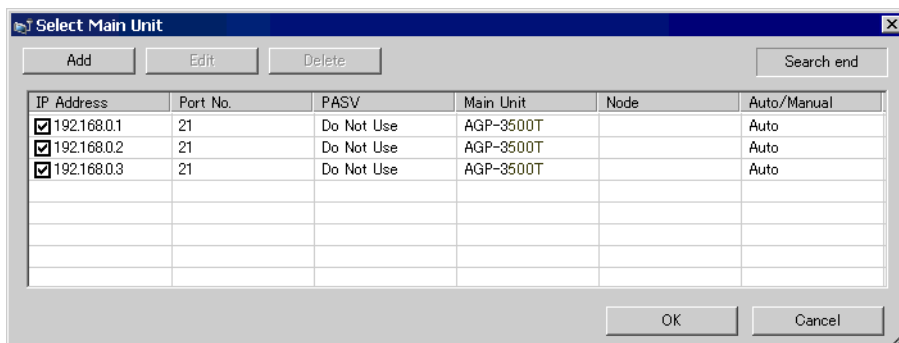 Select Main Unit
Add Edit Delete Search end
IP Address Port No. PASV Main Unit Node Auto/Manual
192.168.0.1 21 Do Not Use AGP-3500T Auto
192.168.0.2 21 Do Not Use AGP-3500T Auto
192.168.0.3 21 Do Not Use AGP-3500T Auto
OK Cancel